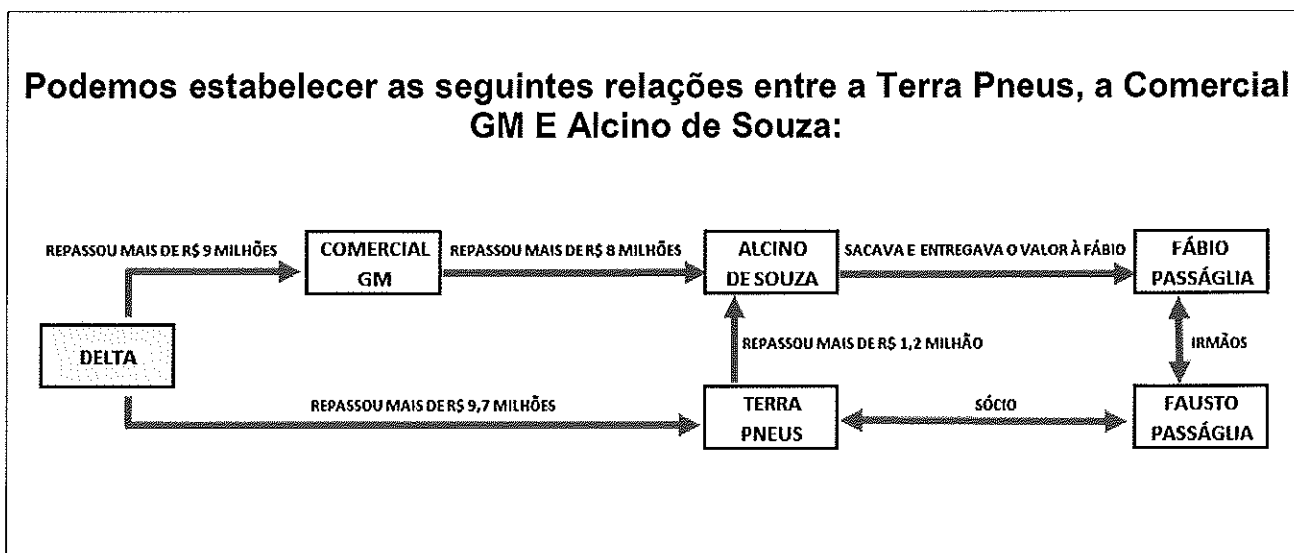 Podemos estabelecer as seguintes relações entre a Terra Pneus, a Comercial
GM E Alcino de Souza:
REPASSOU MAIS DE R$ 9 MILHÕES
COMERCIAL
GM
REPASSOU MAIS DE R$ 8 MILHÕES
ALCINO
DE SOUZA
SACAVA E ENTREGAVA O VALOR À FÁBIO
FÁBIO
PASSÁGLIA
DELTA
REPASSOU MAIS DE R$ 1,2 MILHÃO
IRMÃOS
REPASSOU MAIS DE R$ 9,7 MILHÕES
TERRA
PNEUS
SÓCIO
FAUSTO
PASSÁGLIA